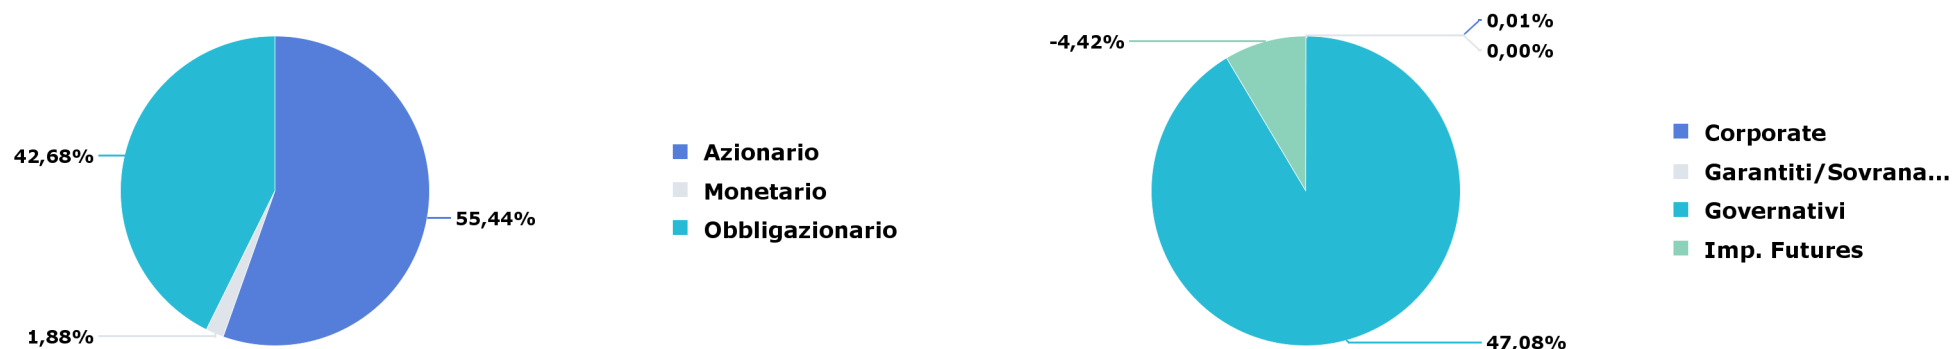 42,68%
55,44%
1,88%
Azionario
Monetario
Obbligazionario
-4,42%
0,01%
0,00%
47,08%
Corporate
Garantiti/Sovrana...
Governativi
Imp. Futures